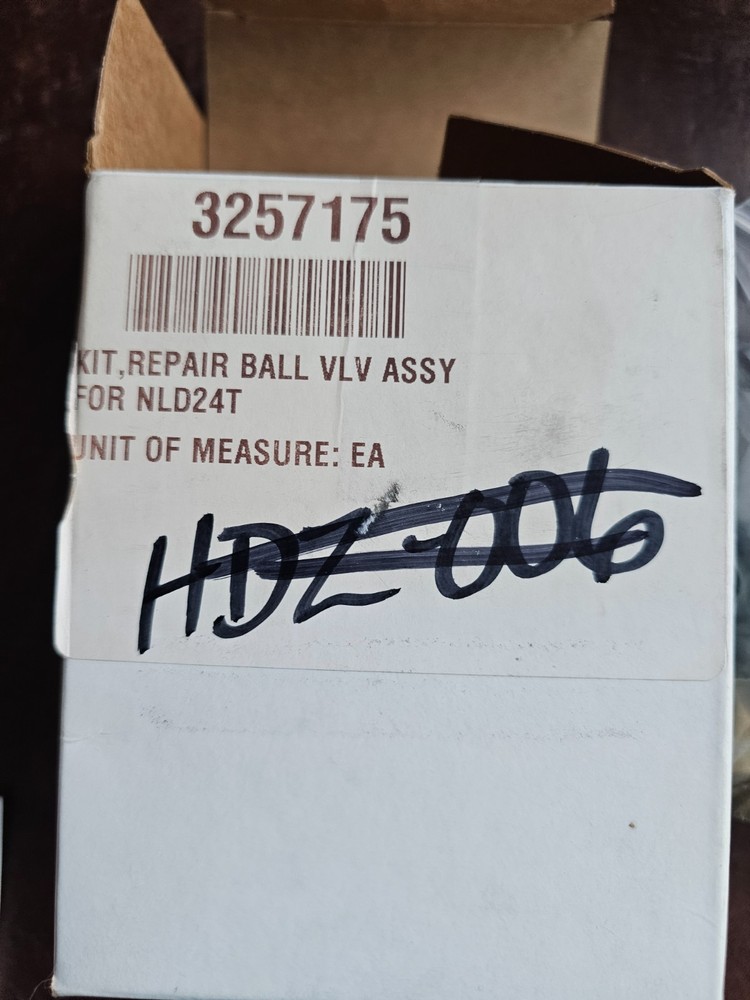 3257175
KIT,REPAIR BALL VLV ASSY
FOR NLD24T
UNIT OF MEASURE: EA
HDZ-006